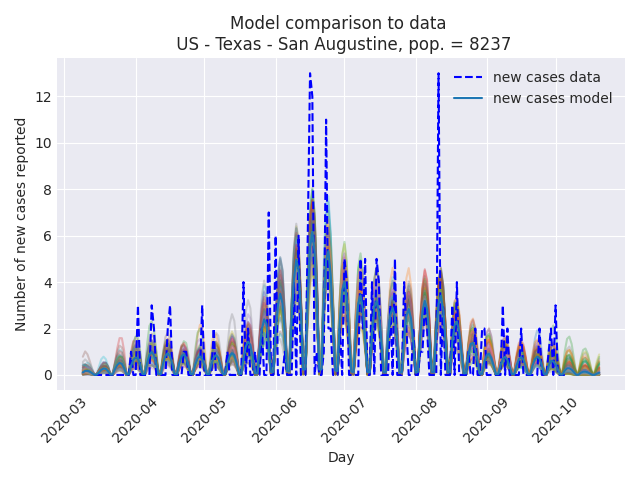 Model comparison to data
US - Texas - San Augustine, pop. = 8237
new cases data
new cases model
Number of new cases reported
12
10
8
6
4
2
0
2020-03
2020-04
2020-05
2020-06
2020-07
2020-08
2020-09
2020-10
Day